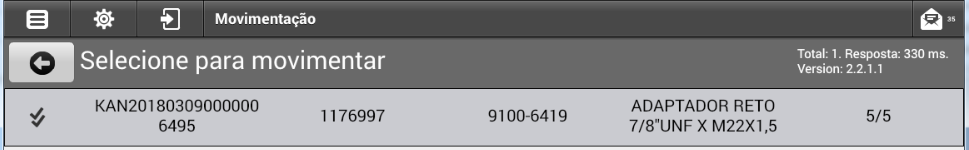 Movimentação
35
Selecione para movimentar
Total: 1. Resposta: 330 ms.
Version: 2.2.1.1
KAN20180309000000
6495
1176997
9100-6419
ADAPTADOR RETO
7/8"UNF X M22X1,5
5/5